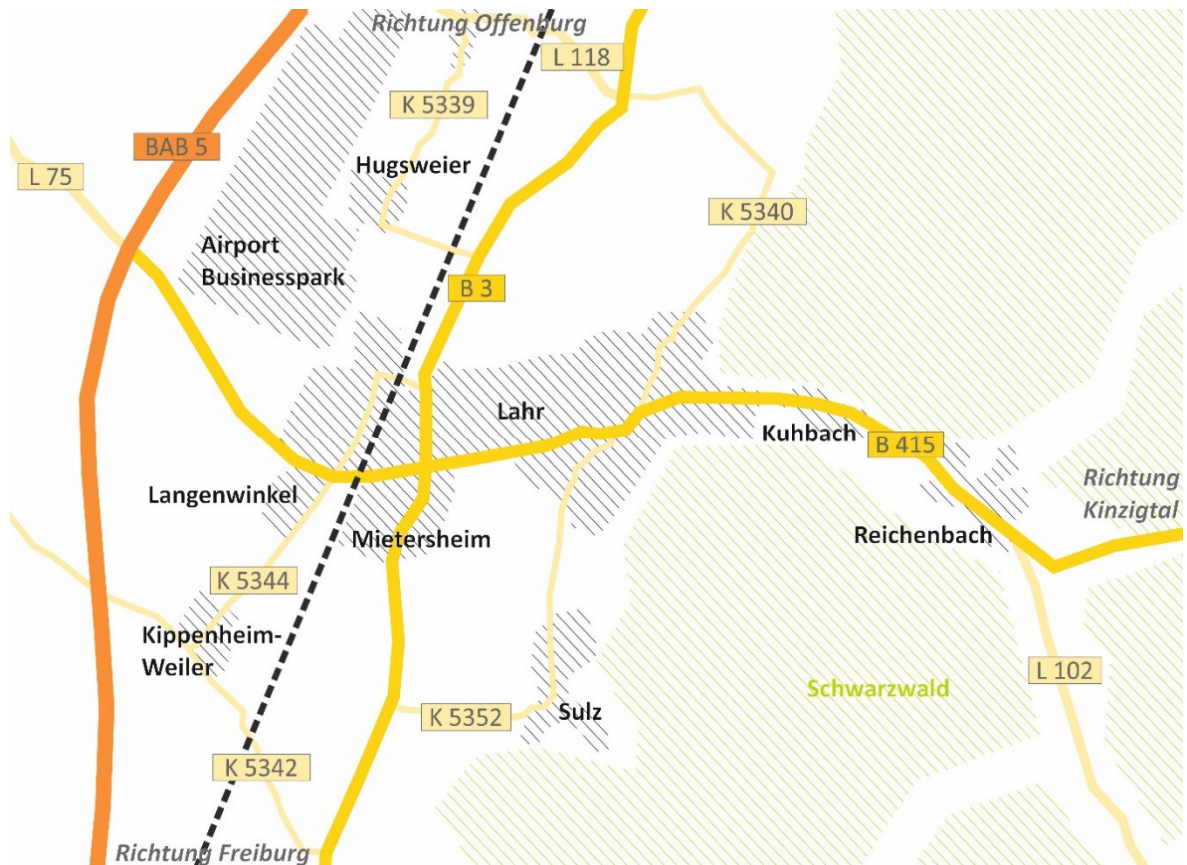 Richtung Offenburg
L 118
K 5339
BAB 5
Hugsweier
L 75
K 5340
Airport
Businesspark
B 3
Lahr
Kuhbach
B 415
Langenwinkel
Richtung
Kinzigtal
Mietersheim
Reichenbach
K 5344
Kippenheim-
Weiler
L 102
Schwarzwald
Sulz
K 5352
K 5342
Richtung Freiburg